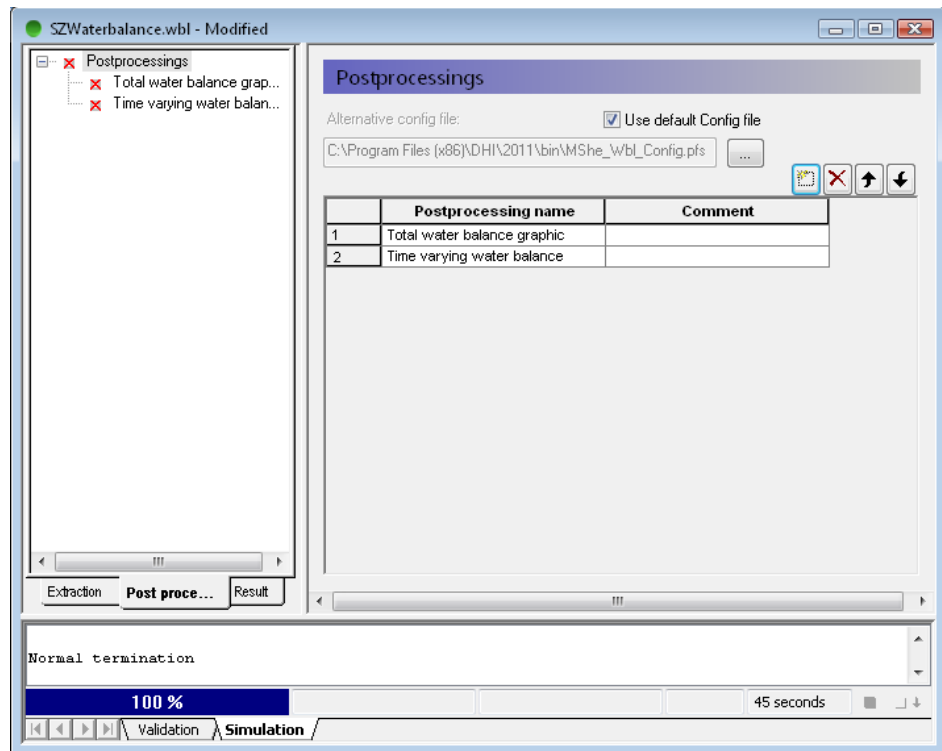 SZWaterbalance.wbl - Modified
Postprocessings
Total water balance grap...
Time varying water balan...
Extraction
Post proce...
Result
Postprocessings
Alternative config file:
Use default Config file
C:\Program Files (x86)\DHI\2011\bin\MShe_Wbl_Config.pfs
...
Postprocessing name Comment
1 Total water balance graphic
2 Time varying water balance
Normal termination
100 %
45 seconds
Validation
Simulation